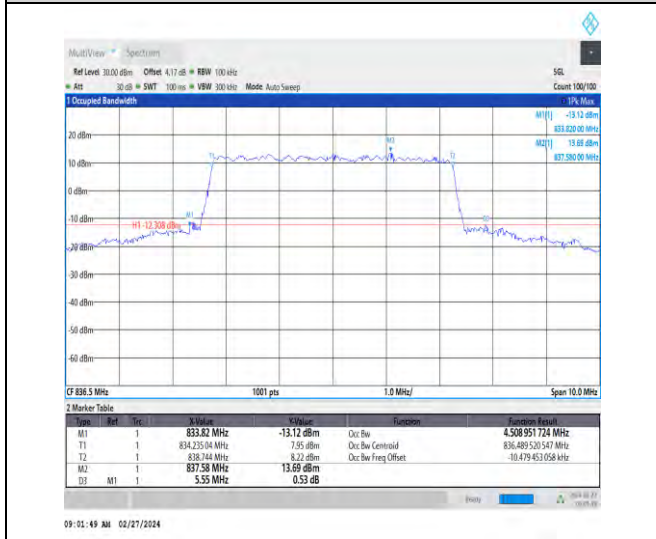 MultiView Spectrum
Ref Level 30.00 dBm Offset 4.17 dB RBW 100 kHz SGL
Att 30 dB SWT 100 ms VBW 300 kHz Mode Auto Sweep Count 100/100
1 Occupied Bandwidth 1Pk Max
M1[1] -13.12 dBm
833.820 00 MHz
M2[1] 13.69 dBm
837.580 00 MHz
20 dBm
M2
T1 T2
10 dBm
0 dBm
-10 dBm
M1
H1 -12.308 dBm
D3
-20 dBm
-30 dBm
-40 dBm
-50 dBm
-60 dBm
CF 836.5 MHz 1001 pts 1.0 MHz/ Span 10.0 MHz
2 Marker Table
Type Ref Trc X-Value Y-Value Function Function Result
M1 1 833.82 MHz -13.12 dBm Occ Bw 4.508 951 724 MHz
T1 1 834.235 04 MHz 7.95 dBm Occ Bw Centroid 836.489 520 547 MHz
T2 1 838.744 MHz 8.22 dBm Occ Bw Freq Offset -10.479 453 058 kHz
M2 1 837.58 MHz 13.69 dBm
D3 M1 1 5.55 MHz 0.53 dB
Ready
09:01:49 AM 02/27/2024